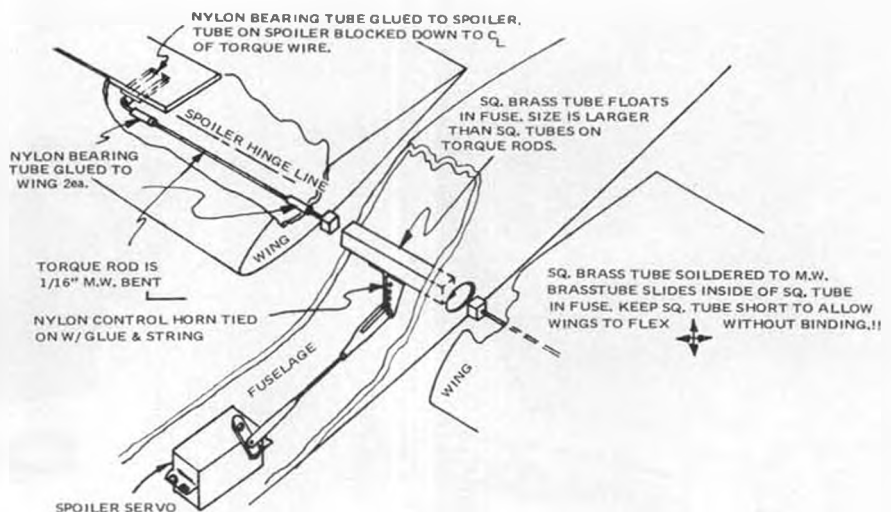 NYLON BEARING TUBE GLUED TO SPOILER.
TUBE ON SPOILER BLOCKED DOWN TO CL
OF TORQUE WIRE.
SQ. BRASS TUBE FLOATS
IN FUSE. SIZE IS LARGER
THAN SQ. TUBES ON
TORQUE RODS.
SPOILER HINGE LINE
NYLON BEARING
TUBE GLUED TO
WING 2ea.
WING
TORQUE ROD IS
1/16" M.W. BENT
SQ. BRASS TUBE SOILDERED TO M.W.
BRASSTUBE SLIDES INSIDE OF SQ. TUBE
IN FUSE. KEEP SQ. TUBE SHORT TO ALLOW
WINGS TO FLEX WITHOUT BINDING.!!
NYLON CONTROL HORN TIED
ON W/ GLUE & STRING
FUSELAGE
WING
SPOILER SERVO